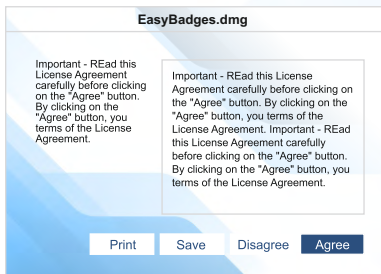 EasyBadges.dmg
Important - REad this
License Agreement
carefully before clicking
on the "Agree" button.
By clicking on the
"Agree" button, you
terms of the License
Agreement.
Important - REad this License
Agreement carefully before clicking on
the "Agree" button. By clicking on the
"Agree" button, you terms of the
License Agreement. Important - REad
this License Agreement carefully
before clicking on the "Agree" button.
By clicking on the "Agree" button, you
terms of the License Agreement.
Print Save Disagree Agree